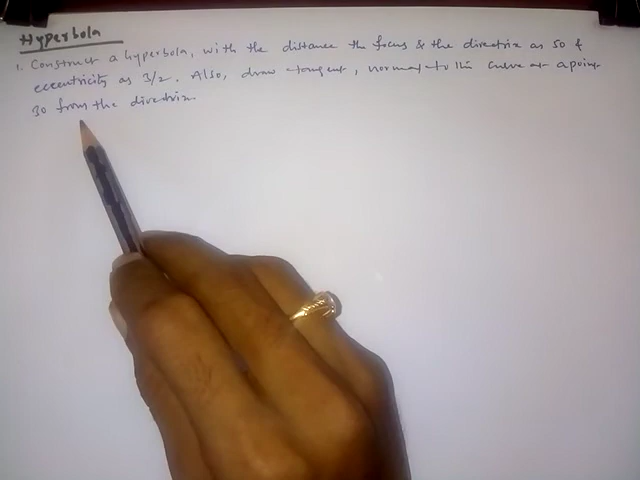 Hyperbola
1. Construct a hyperbola, with the distance the focus & the directrix as 50 &
eccentricity as 3/2. Also, draw tangent, normal to the curve at a point
30 from the directrix.